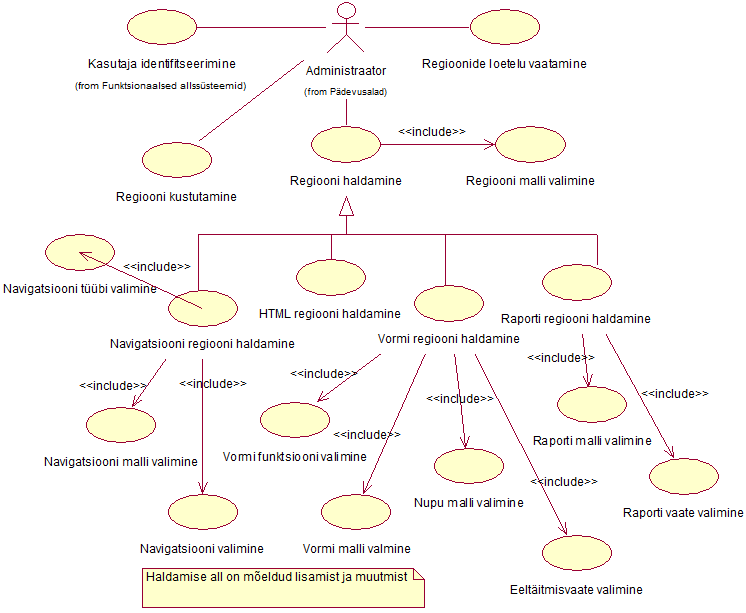 Kasutaja identifitseerimine
(from Funktsionaalsed allssüsteemid)
Administraator
(from Pädevusalad)
Regioonide loetelu vaatamine
Regiooni kustutamine
Regiooni haldamine
<<include>>
Regiooni malli valimine
<<include>>
Navigatsiooni tüübi valimine
Navigatsiooni regiooni haldamine
HTML regiooni haldamine
Vormi regiooni haldamine
Raporti regiooni haldamine
<<include>>
<<include>>
<<include>>
<<include>>
<<include>>
<<include>>
<<include>>
<<include>>
<<include>>
Navigatsiooni malli valimine
Vormi funktsiooni valimine
Raporti malli valimine
Navigatsiooni valimine
Vormi malli valmine
Nupu malli valimine
Raporti vaate valimine
Eeltäitmisvaate valimine
Haldamise all on mõeldud lisamist ja muutmist